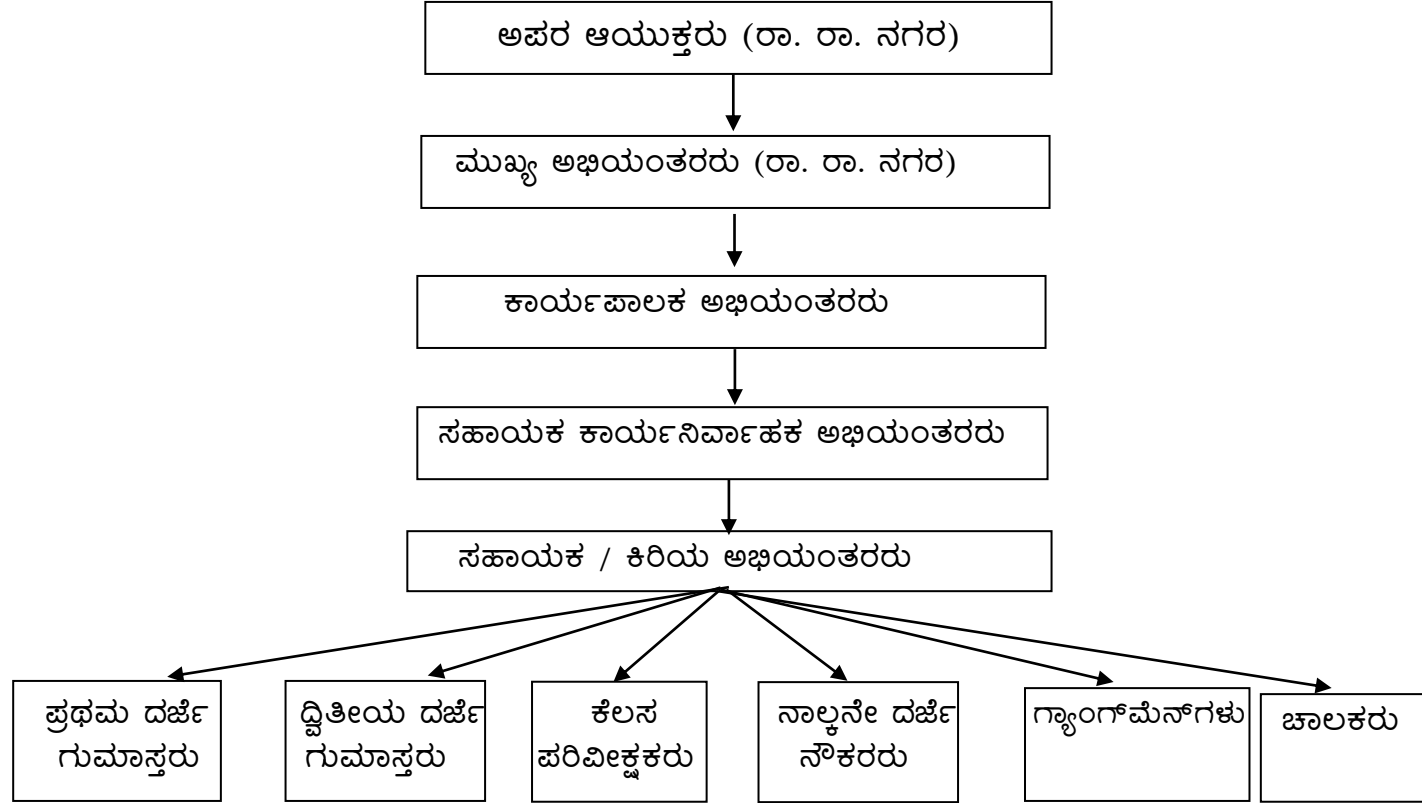 ಅಪರ ಆಯುಕ್ತರು (ರಾ. ರಾ. ನಗರ)
ಮುಖ್ಯ ಅಭಿಯಂತರರು (ರಾ. ರಾ. ನಗರ)
ಕಾರ್ಯಪಾಲಕ ಅಭಿಯಂತರರು
ಸಹಾಯಕ ಕಾರ್ಯನಿರ್ವಾಹಕ ಅಭಿಯಂತರರು
ಸಹಾಯಕ / ಕಿರಿಯ ಅಭಿಯಂತರರು
ಪ್ರಥಮ ದರ್ಜೆ
ಗುಮಾಸ್ತರು
ದ್ವಿತೀಯ ದರ್ಜೆ
ಗುಮಾಸ್ತರು
ಕೆಲಸ
ಪರಿವೀಕ್ಷಕರು
ನಾಲ್ಕನೇ ದರ್ಜೆ
ನೌಕರರು
ಗ್ಯಾಂಗ್‌ಮೆನ್‌ಗಳು
ಚಾಲಕರು